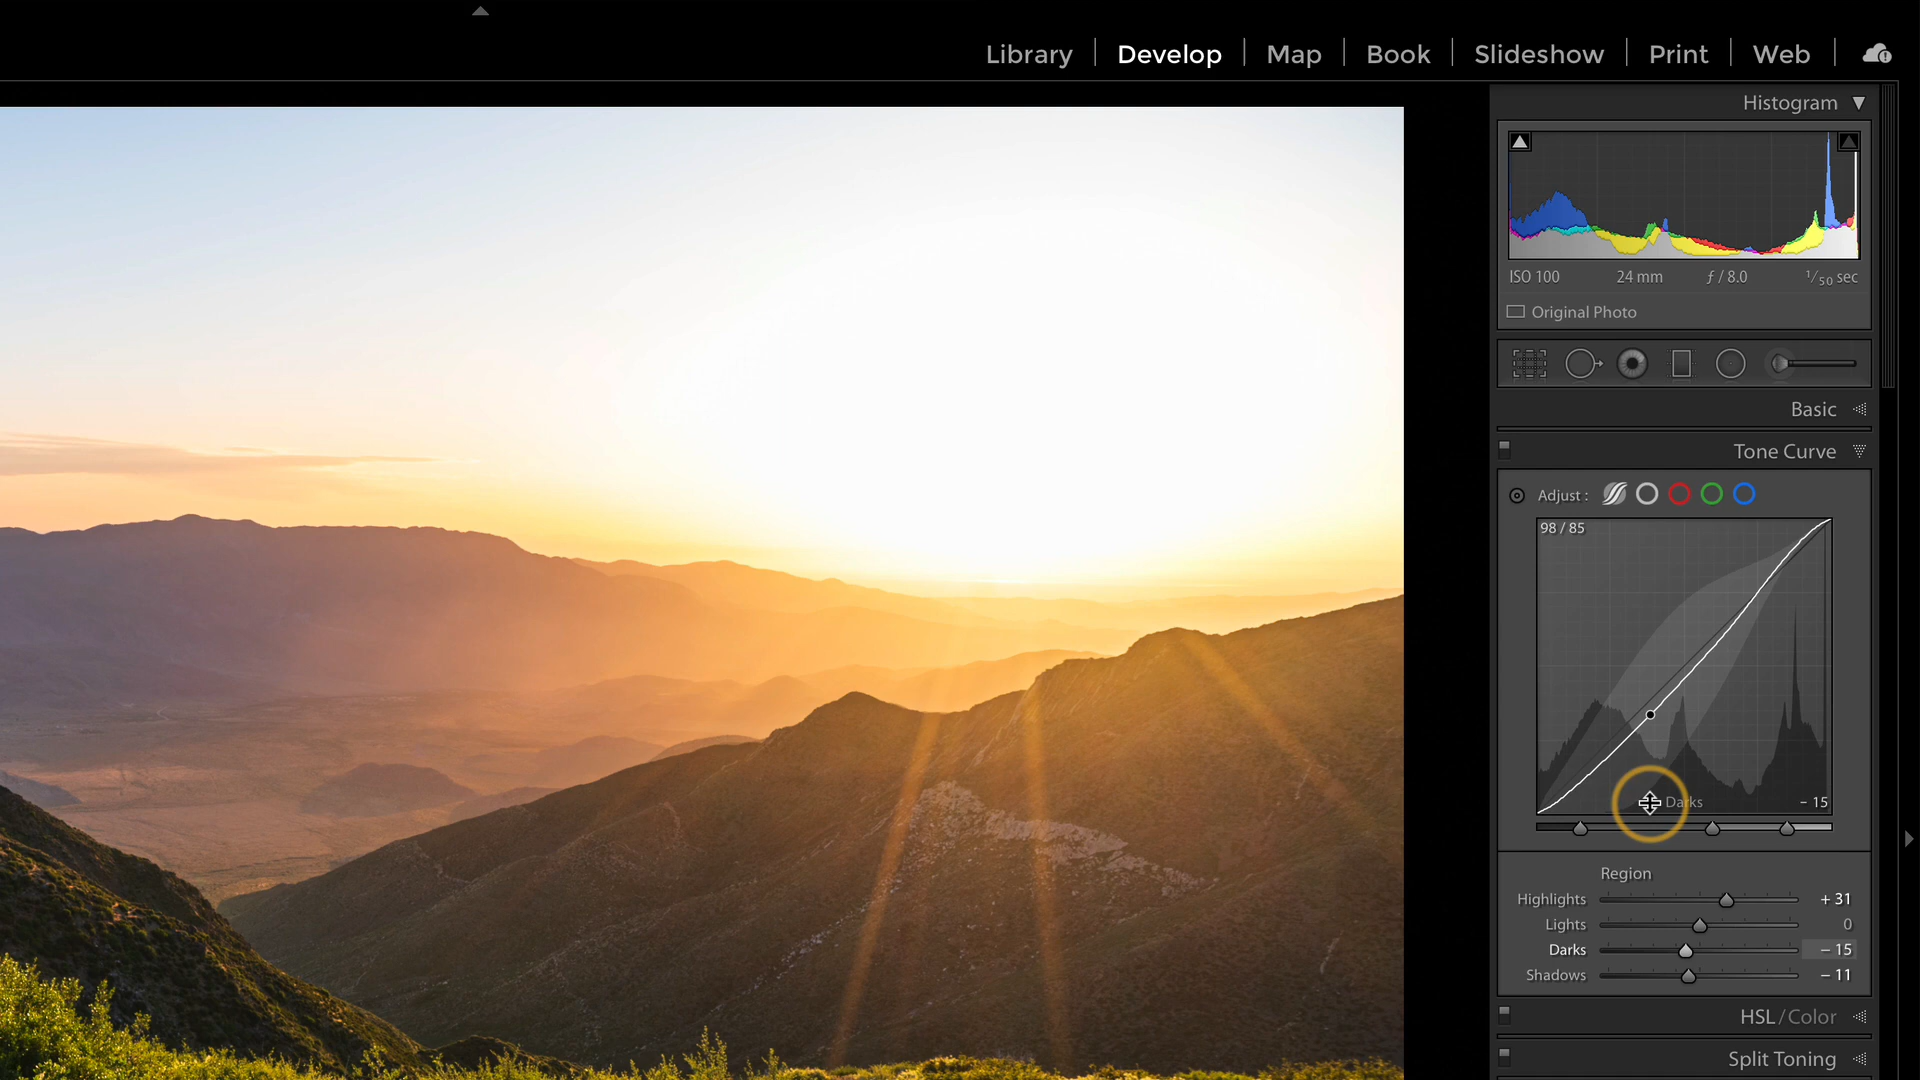 Library | Develop | Map | Book | Slideshow | Print | Web |
Histogram
ISO 100 24 mm ƒ / 8.0 1/50 sec
Original Photo
Basic
Tone Curve
Adjust :
98 / 85
Darks – 15
Region
Highlights + 31
Lights 0
Darks – 15
Shadows – 11
HSL / Color
Split Toning